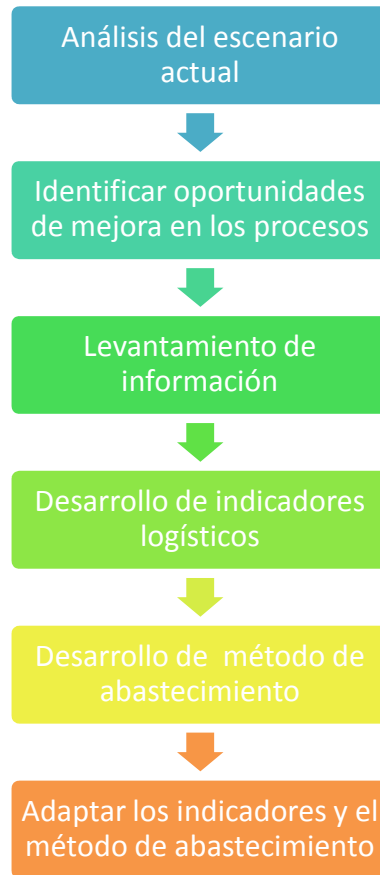 Análisis del escenario
actual
Identificar oportunidades
de mejora en los procesos
Levantamiento de
información
Desarrollo de indicadores
logísticos
Desarrollo de  método de
abastecimiento
Adaptar los indicadores y el
método de abastecimiento